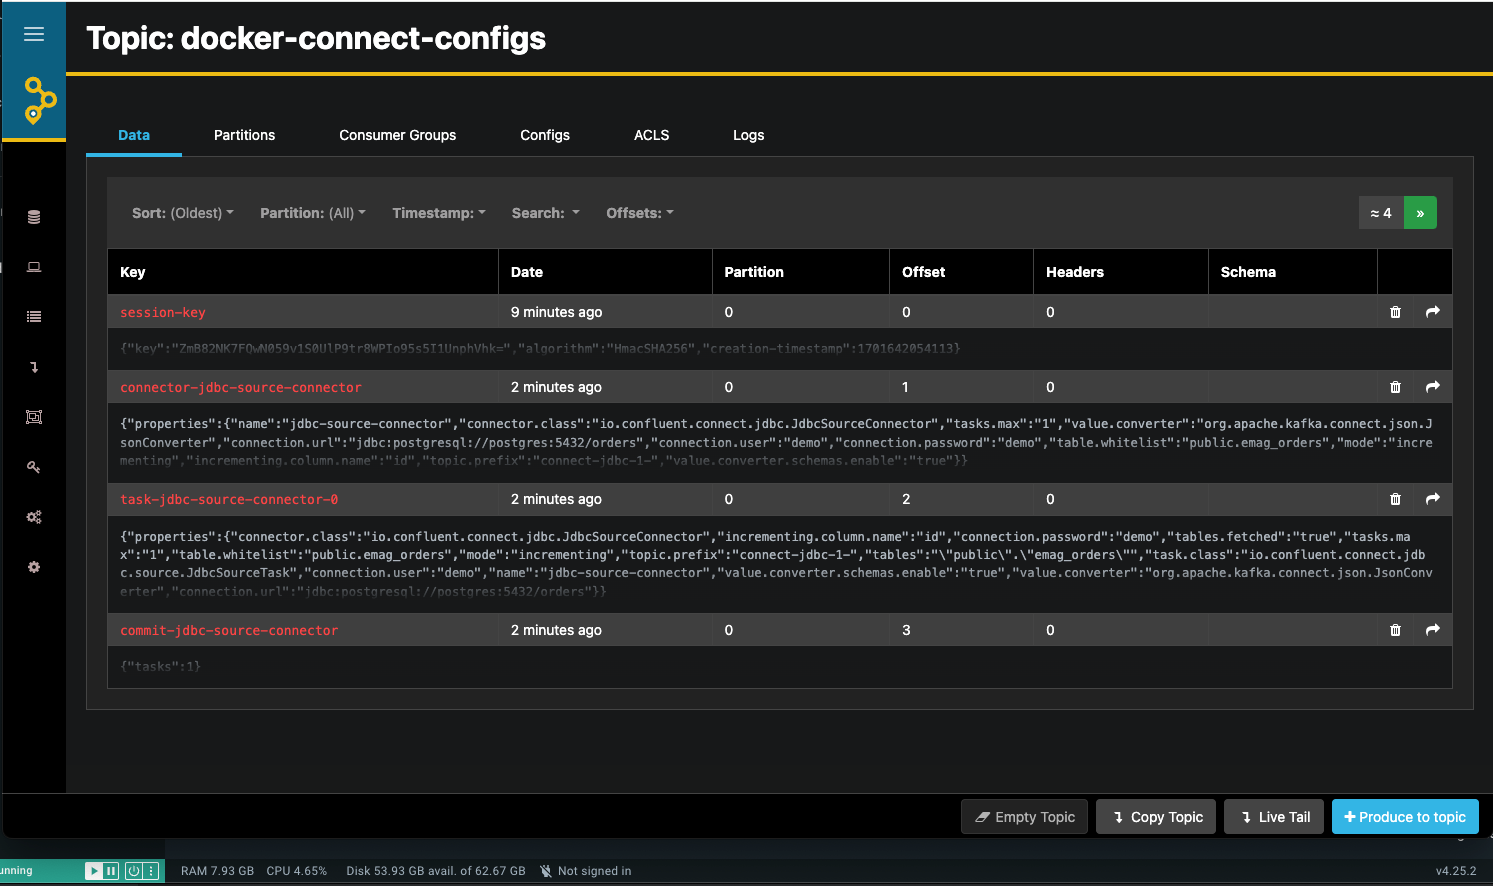 Topic: docker-connect-configs
Data Partitions Consumer Groups Configs ACLS Logs
Sort: (Oldest) Partition: (All) Timestamp: Search: Offsets: ≈ 4 »
Key Date Partition Offset Headers Schema
session-key 9 minutes ago 0 0 0
{"key":"ZmB82NK7FQwN059v1S0UlP9tr8WPIo95s5I1UnphVhk=","algorithm":"HmacSHA256","creation-timestamp":1701642054113}
connector-jdbc-source-connector 2 minutes ago 0 1 0
{"properties":{"name":"jdbc-source-connector","connector.class":"io.confluent.connect.jdbc.JdbcSourceConnector","tasks.max":"1","value.converter":"org.apache.kafka.connect.json.J
sonConverter","connection.url":"jdbc:postgresql://postgres:5432/orders","connection.user":"demo","connection.password":"demo","table.whitelist":"public.emag_orders","mode":"incre
menting","incrementing.column.name":"id","topic.prefix":"connect-jdbc-1-","value.converter.schemas.enable":"true"}}
task-jdbc-source-connector-0 2 minutes ago 0 2 0
{"properties":{"connector.class":"io.confluent.connect.jdbc.JdbcSourceConnector","incrementing.column.name":"id","connection.password":"demo","tables.fetched":"true","tasks.ma
x":"1","table.whitelist":"public.emag_orders","mode":"incrementing","topic.prefix":"connect-jdbc-1-","tables":"\"public\".\"emag_orders\"","task.class":"io.confluent.connect.jdb
c.source.JdbcSourceTask","connection.user":"demo","name":"jdbc-source-connector","value.converter.schemas.enable":"true","value.converter":"org.apache.kafka.connect.json.JsonConv
erter","connection.url":"jdbc:postgresql://postgres:5432/orders"}}
commit-jdbc-source-connector 2 minutes ago 0 3 0
{"tasks":1}
Empty Topic Copy Topic Live Tail + Produce to topic
unning RAM 7.93 GB CPU 4.65% Disk 53.93 GB avail. of 62.67 GB Not signed in v4.25.2